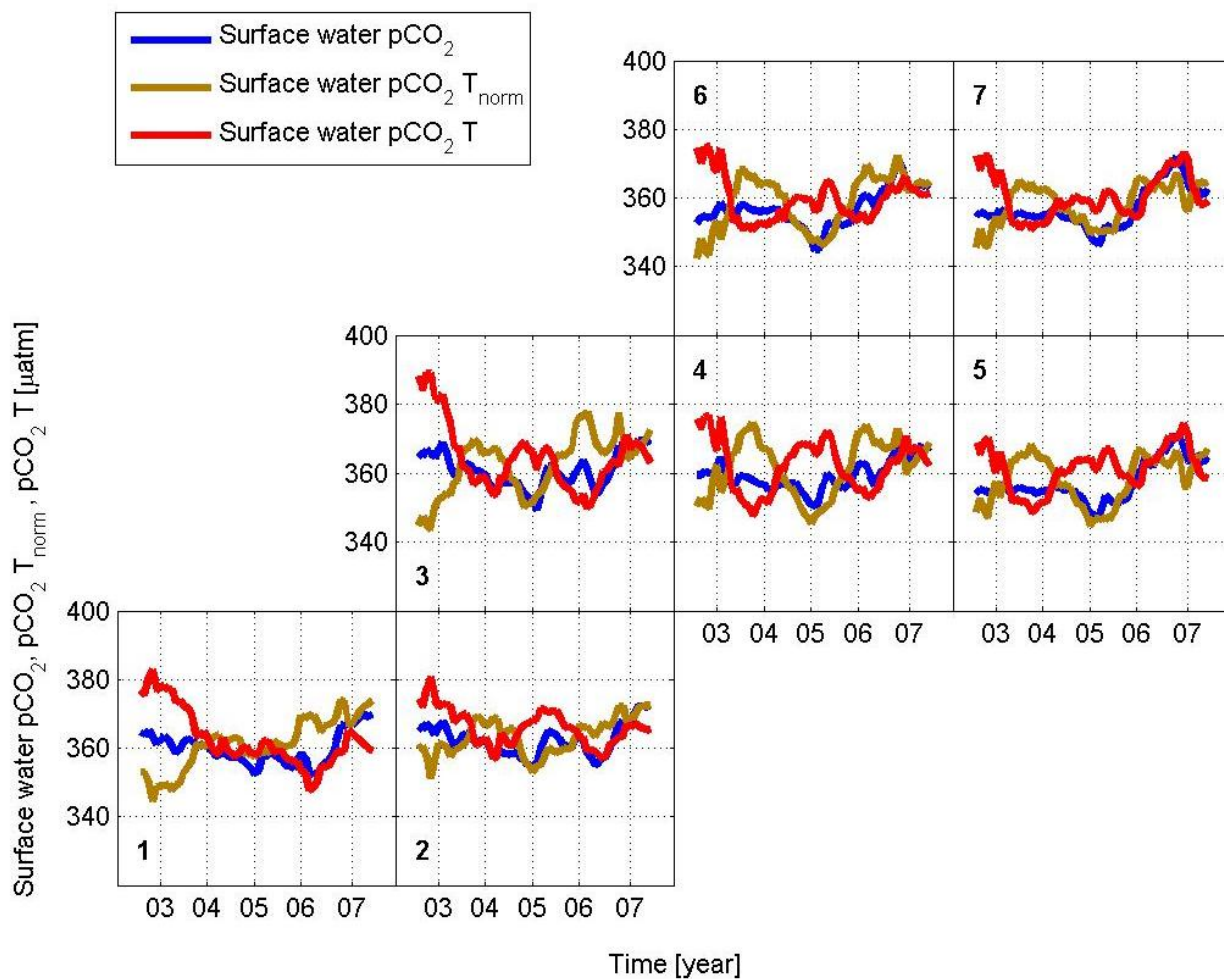 Surface water pCO₂
Surface water pCO₂ Tₙₒᵣₘ
Surface water pCO₂ T
Surface water pCO₂, pCO₂ Tₙₒᵣₘ, pCO₂ T [μatm]
400
380
360
340
6
7
400
380
360
340
3
4
5
03 04 05 06 07
03 04 05 06 07
400
380
360
340
1
2
03 04 05 06 07
03 04 05 06 07
Time [year]